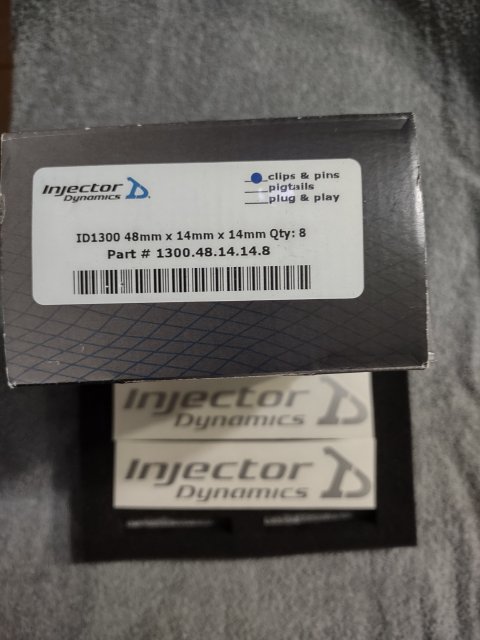 Injector D
Dynamics
clips & pins
pigtails
plug & play
ID1300 48mm x 14mm x 14mm Qty: 8
Part # 1300.48.14.14.8
Injector D
Dynamics
Injector D
Dynamics